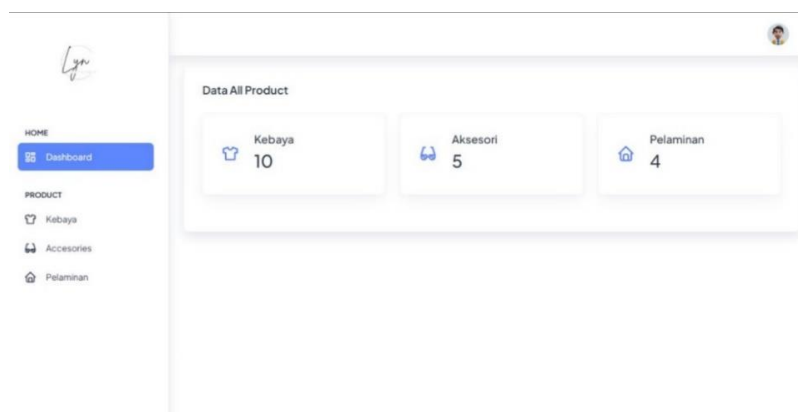 Lyn
HOME
Dashboard
PRODUCT
Kebaya
Accesories
Pelaminan
Data All Product
Kebaya
10
Aksesori
5
Pelaminan
4